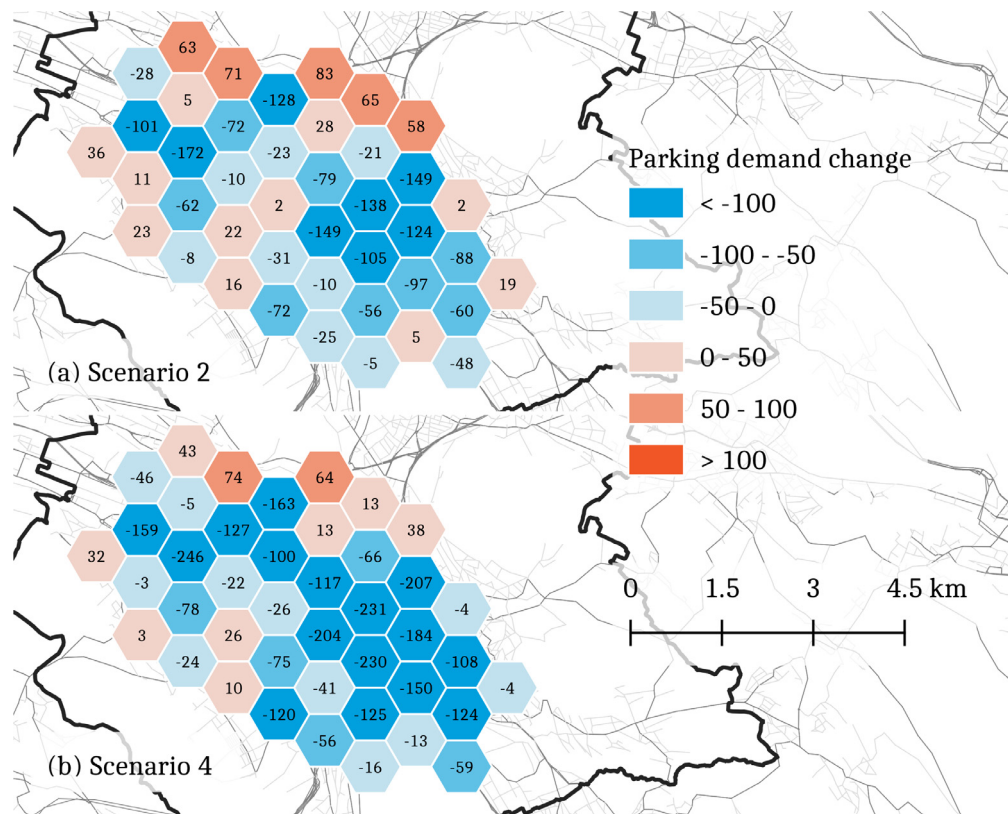 63
-28 71 83
5 -128 65
-101 -72 28 58
36 -172 -23 -21
11 -10 -79 -149
-62 2 -138 2
23 22 -149 -124
-8 -31 -105 -88
16 -10 -97 19
-72 -56 -60
-25 5
-5 -48
(a) Scenario 2
Parking demand change
< -100
-100 - -50
-50 - 0
0 - 50
50 - 100
> 100
43
-46 74 64
-5 -163 13
-159 -127 13 38
32 -246 -100 -66
-3 -22 -117 -207
-78 -26 -231 -4
3 26 -204 -184
-24 -75 -230 -108
10 -41 -150 -4
-120 -125 -124
-56 -13
-16 -59
(b) Scenario 4
0 1.5 3 4.5 km